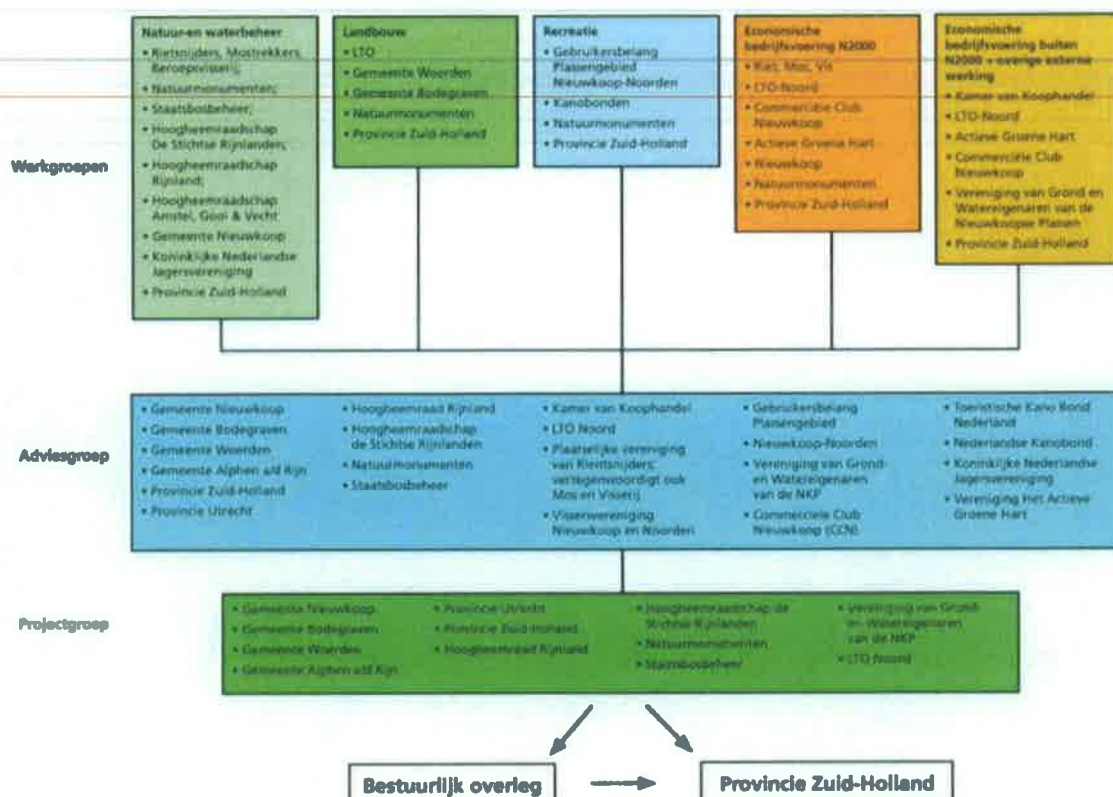 Werkgroepen
Natuur-en waterbeheer
• Rietsnijders, Mostrekkers,
Beroepsvisserij;
• Natuurmonumenten;
• Staatsbosbeheer;
• Hoogheemraadschap
De Stichtse Rijnlanden;
• Hoogheemraadschap
Rijnland;
• Hoogheemraadschap
Amstel, Gooi & Vecht
• Gemeente Nieuwkoop
• Koninklijke Nederlandse
Jagersvereniging
• Provincie Zuid-Holland
Landbouw
• LTO
• Gemeente Woerden
• Gemeente Bodegraven
• Natuurmonumenten
• Provincie Zuid-Holland
Recreatie
• Gebruikersbelang
Plassengebied
Nieuwkoop-Noorden
• Kanobonden
• Natuurmonumenten
• Provincie Zuid-Holland
Economische
bedrijfsvoering N2000
• Riet, Mos, Vis
• LTO-Noord
• Commerciële Club
Nieuwkoop
• Actieve Groene Hart
• Nieuwkoop
• Natuurmonumenten
• Provincie Zuid-Holland
Economische
bedrijfsvoering buiten
N2000 + overige externe
werking
• Kamer van Koophandel
• LTO-Noord
• Actieve Groene Hart
• Commerciële Club
Nieuwkoop
• Vereniging van Grond en
Watereigenaren van de
Nieuwkooper Plassen
• Provincie Zuid-Holland
Adviesgroep
• Gemeente Nieuwkoop
• Gemeente Bodegraven
• Gemeente Woerden
• Gemeente Alphen a/d Rijn
• Provincie Zuid-Holland
• Provincie Utrecht
• Hoogheemraad Rijnland
• Hoogheemraadschap
de Stichtse Rijnlanden
• Natuurmonumenten
• Staatsbosbeheer
• Kamer van Koophandel
• LTO Noord
• Plaatselijke vereniging
van Rietsnijders;
vertegenwoordigt ook
Mos en Visserij
• Vissenvereniging
Nieuwkoop en Noorden
• Gebruikersbelang
Plassengebied
• Nieuwkoop-Noorden
• Vereniging van Grond-
en Watereigenaren
van de NKP
• Commerciële Club
Nieuwkoop (CCN)
• Toeristische Kano Bond
Nederland
• Nederlandse Kanobond
• Koninklijke Nederlandse
Jagersvereniging
• Vereniging Het Actieve
Groene Hart
Projectgroep
• Gemeente Nieuwkoop
• Gemeente Bodegraven
• Gemeente Woerden
• Gemeente Alphen a/d Rijn
• Provincie Utrecht
• Provincie Zuid-Holland
• Hoogheemraad Rijnland
• Hoogheemraadschap de
Stichtse Rijnlanden
• Natuurmonumenten
• Staatsbosbeheer
• Vereniging van Grond-
en- Watereigenaren
van de NKP
• LTO Noord
Bestuurlijk overleg
Provincie Zuid-Holland